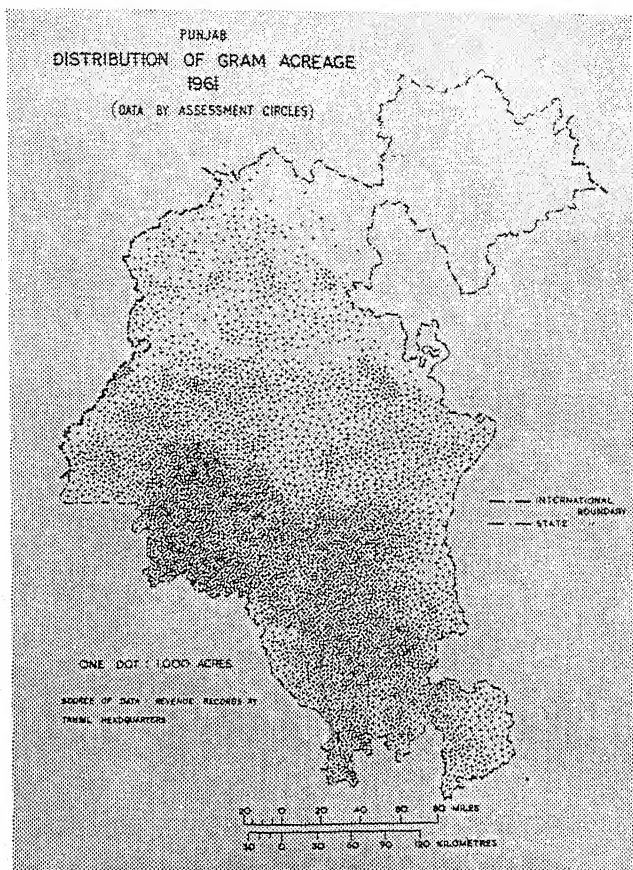 PUNJAB
DISTRIBUTION OF GRAM ACREAGE
1961
(DATA BY ASSESSMENT CIRCLES)
INTERNATIONAL
BOUNDARY
STATE "
ONE DOT : 1,000 ACRES
SOURCE OF DATA : REVENUE RECORDS AT
TAHSIL HEADQUARTERS
20 0 20 40 60 80 MILES
30 0 30 60 90 120 KILOMETRES